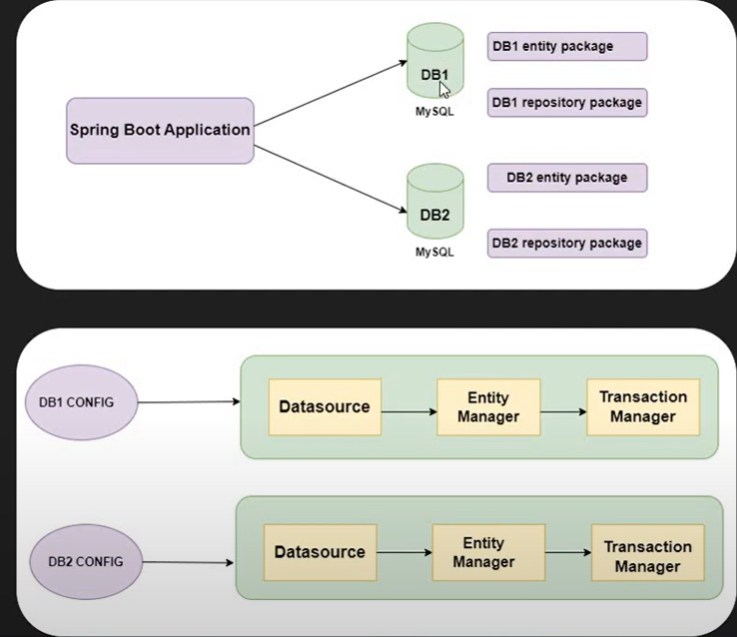 DB1
MySQL
DB1 entity package
DB1 repository package
Spring Boot Application
DB2
MySQL
DB2 entity package
DB2 repository package
DB1 CONFIG
Datasource
Entity
Manager
Transaction
Manager
DB2 CONFIG
Datasource
Entity
Manager
Transaction
Manager